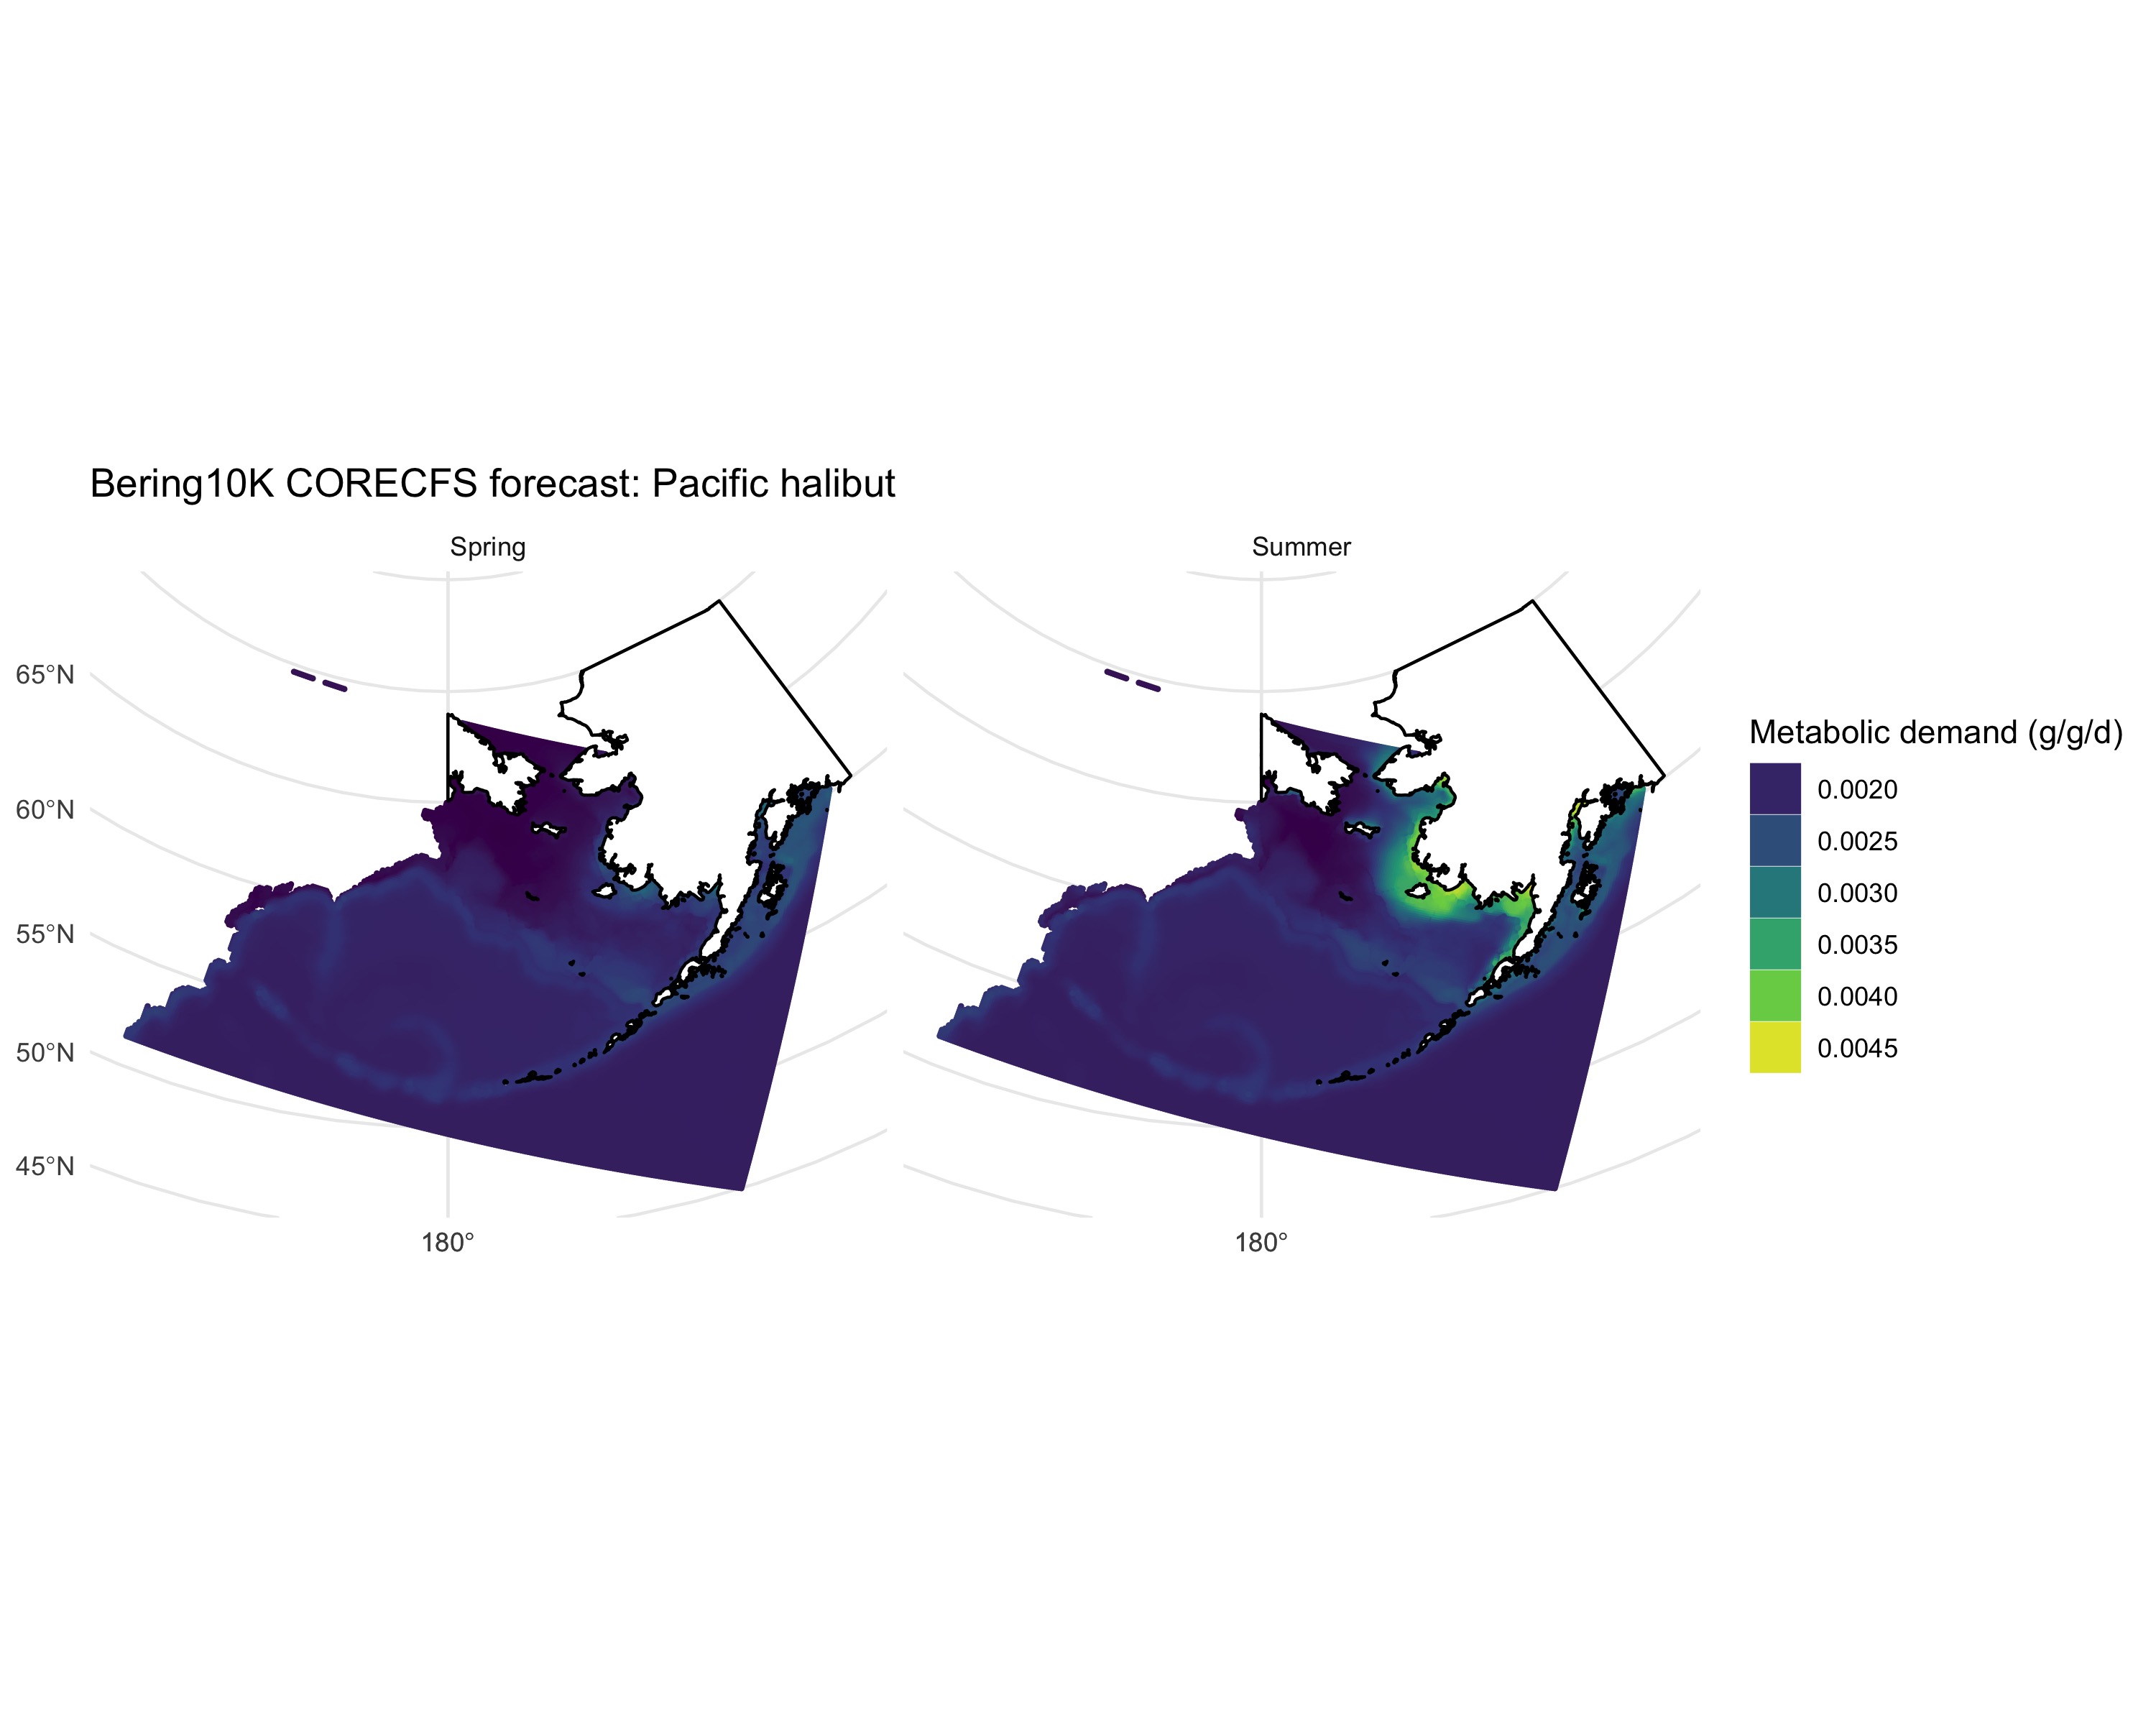 Bering10K CORECFS forecast: Pacific halibut
Spring
Summer
65°N
60°N
55°N
50°N
45°N
180°
180°
Metabolic demand (g/g/d)
0.0020
0.0025
0.0030
0.0035
0.0040
0.0045